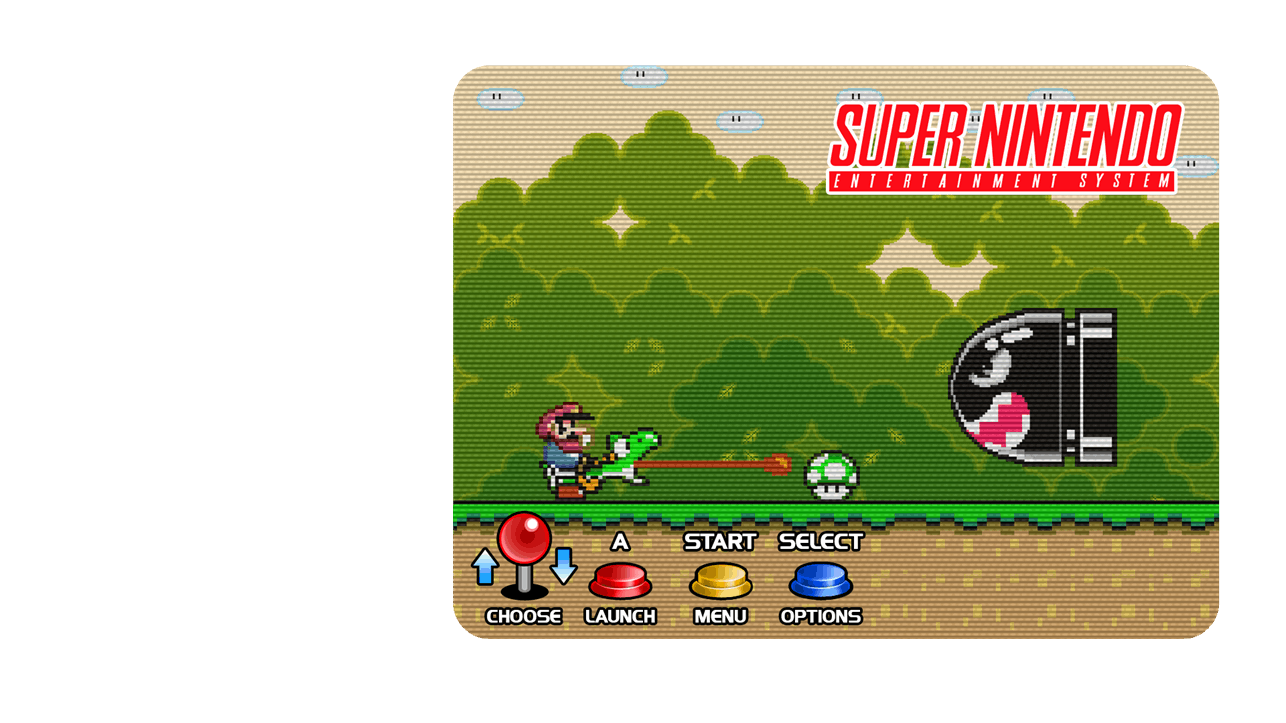 SUPER NINTENDO
ENTERTAINMENT SYSTEM
A START SELECT
CHOOSE LAUNCH MENU OPTIONS